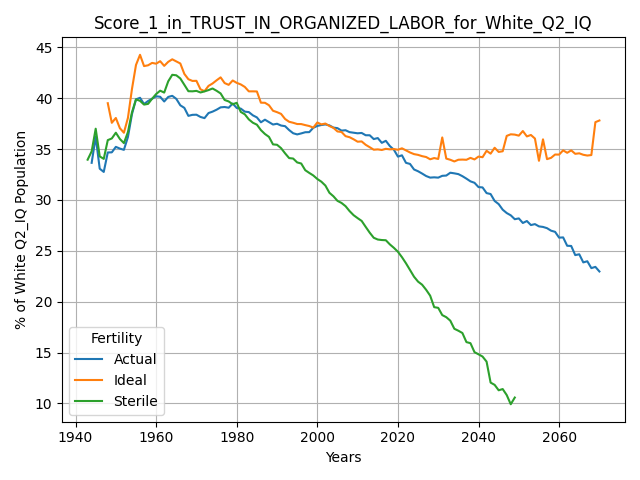 Score_1_in_TRUST_IN_ORGANIZED_LABOR_for_White_Q2_IQ
% of White Q2_IQ Population
45
40
35
30
25
20
15
10
Fertility
Actual
Ideal
Sterile
1940 1960 1980 2000 2020 2040 2060
Years